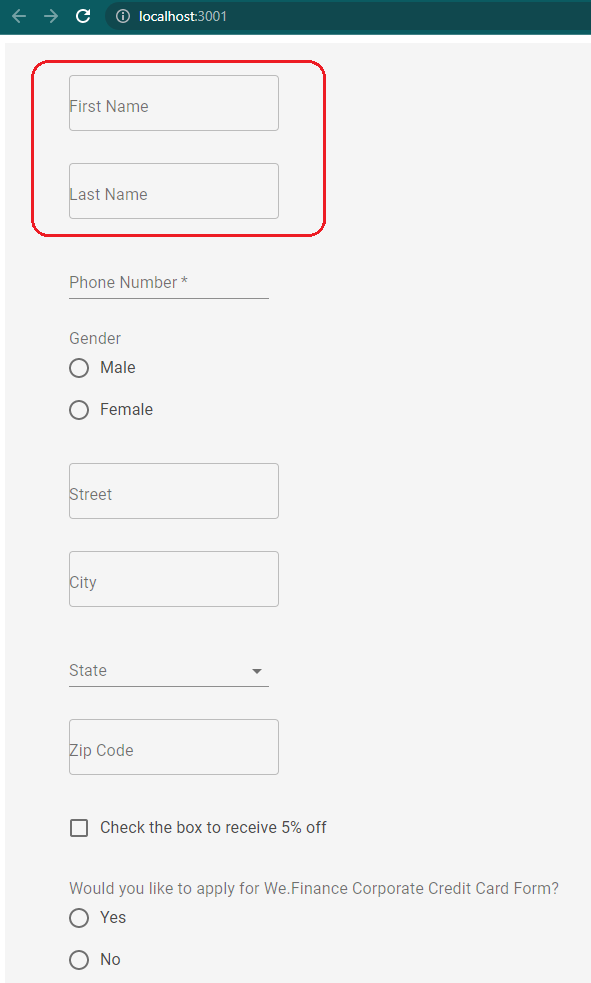 localhost:3001
First Name
Last Name
Phone Number *
Gender
Male
Female
Street
City
State
Zip Code
Check the box to receive 5% off
Would you like to apply for We.Finance Corporate Credit Card Form?
Yes
No